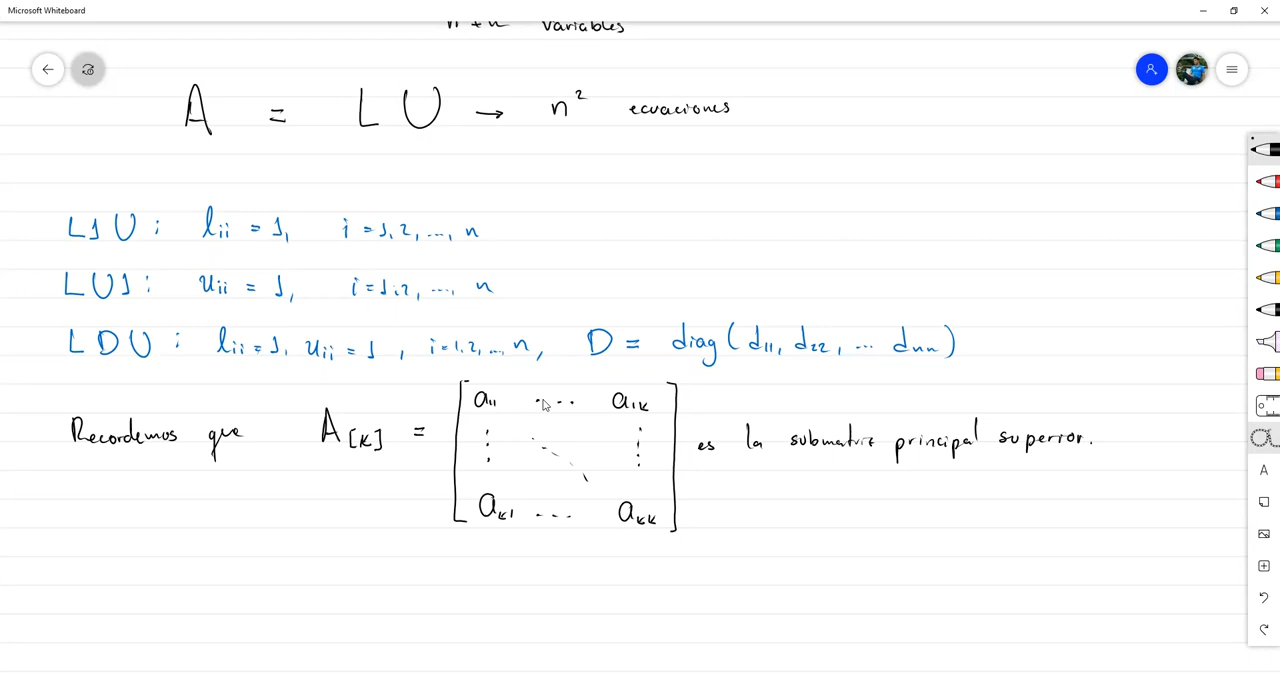 Microsoft Whiteboard
variables
A = L U → n² ecuaciones
L1U: lᵢᵢ = 1, i = 1, 2, ..., n
LU1: uᵢᵢ = 1, i = 1, 2, ..., n
LDU: lᵢᵢ = 1, uᵢᵢ = 1, i = 1, 2, ..., n, D = diag(d₁₁, d₂₂, ... dₙₙ)
Recordemos que A[K] = [a₁₁ ... a₁ₖ ⋮ ⋱ ⋮ aₖ₁ ... aₖₖ] es la submatriz principal superior.
A